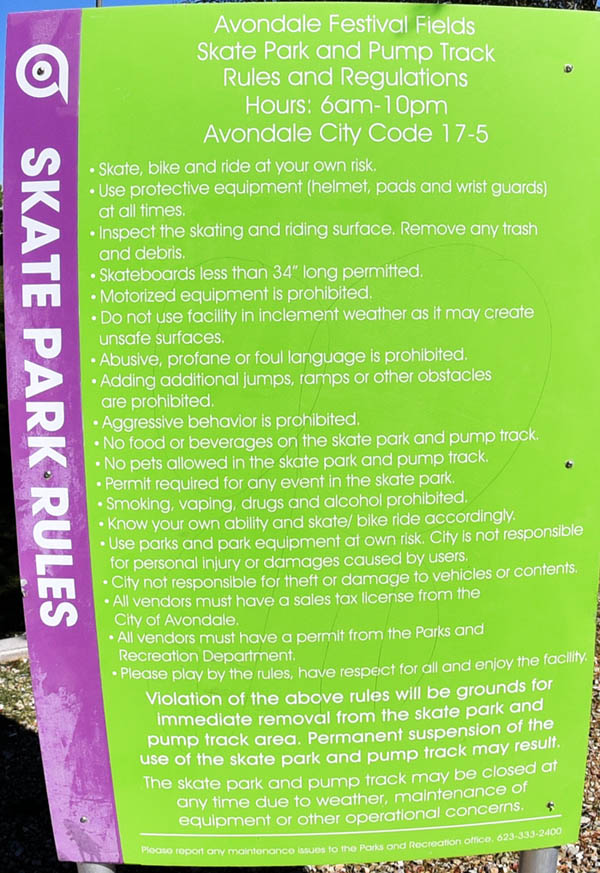 SKATE PARK RULES
Avondale Festival Fields
Skate Park and Pump Track
Rules and Regulations
Hours: 6am-10pm
Avondale City Code 17-5
• Skate, bike and ride at your own risk.
• Use protective equipment (helmet, pads and wrist guards)
at all times.
• Inspect the skating and riding surface. Remove any trash
and debris.
• Skateboards less than 34" long permitted.
• Motorized equipment is prohibited.
• Do not use facility in inclement weather as it may create
unsafe surfaces.
• Abusive, profane or foul language is prohibited.
• Adding additional jumps, ramps or other obstacles
are prohibited.
• Aggressive behavior is prohibited.
• No food or beverages on the skate park and pump track.
• No pets allowed in the skate park and pump track.
• Permit required for any event in the skate park.
• Smoking, vaping, drugs and alcohol prohibited.
• Know your own ability and skate/ bike ride accordingly.
• Use parks and park equipment at own risk. City is not responsible
for personal injury or damages caused by users.
• City not responsible for theft or damage to vehicles or contents.
• All vendors must have a sales tax license from the
City of Avondale.
• All vendors must have a permit from the Parks and
Recreation Department.
• Please play by the rules, have respect for all and enjoy the facility.
Violation of the above rules will be grounds for
immediate removal from the skate park and
pump track area. Permanent suspension of the
use of the skate park and pump track may result.
The skate park and pump track may be closed at
any time due to weather, maintenance of
equipment or other operational concerns.
Please report any maintenance issues to the Parks and Recreation office. 623-333-2400